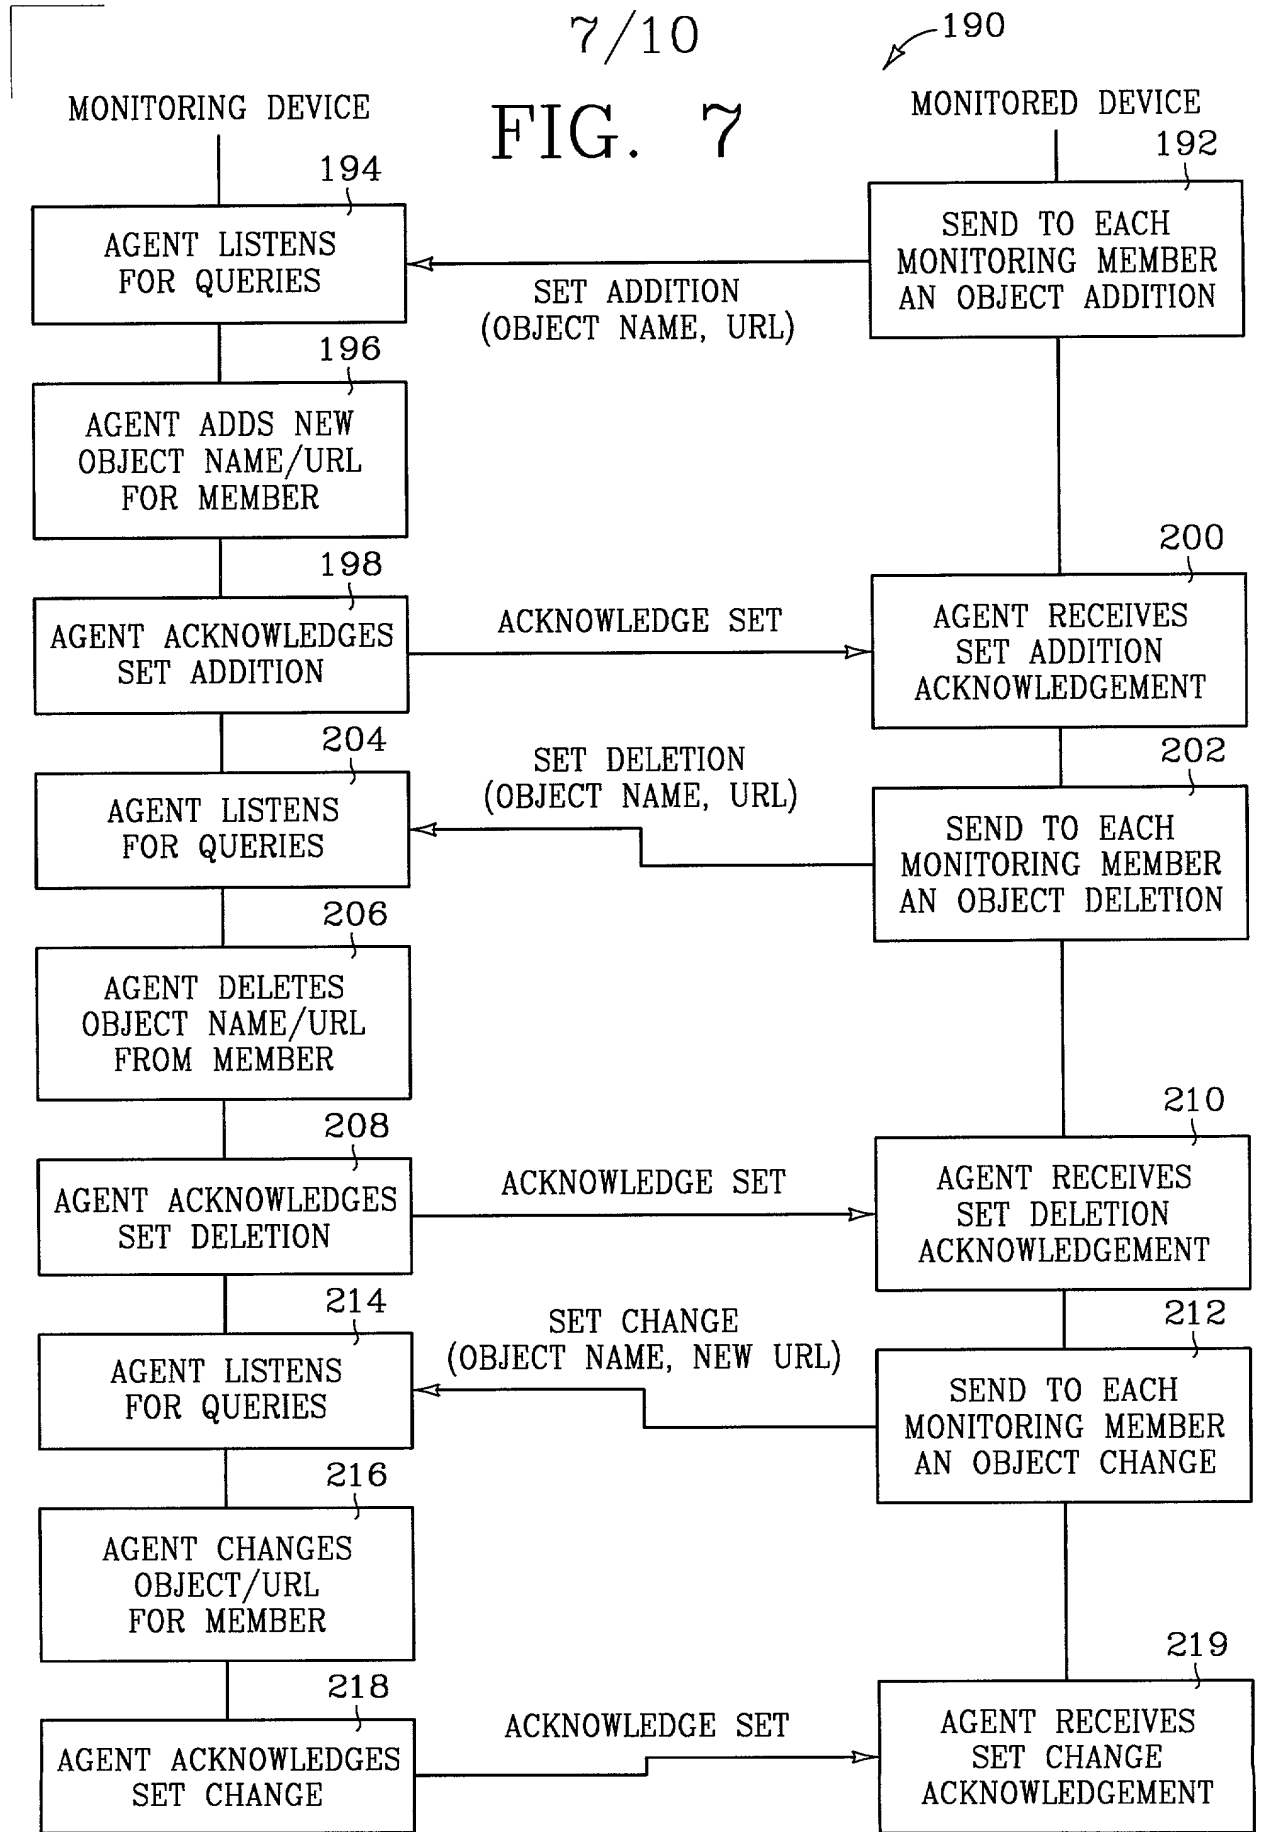 7/10
190
FIG. 7
MONITORING DEVICE
MONITORED DEVICE
192
194
SEND TO EACH
MONITORING MEMBER
AN OBJECT ADDITION
AGENT LISTENS
FOR QUERIES
SET ADDITION
(OBJECT NAME, URL)
196
AGENT ADDS NEW
OBJECT NAME/URL
FOR MEMBER
198
200
AGENT ACKNOWLEDGES
SET ADDITION
ACKNOWLEDGE SET
AGENT RECEIVES
SET ADDITION
ACKNOWLEDGEMENT
204
202
SET DELETION
(OBJECT NAME, URL)
AGENT LISTENS
FOR QUERIES
SEND TO EACH
MONITORING MEMBER
AN OBJECT DELETION
206
AGENT DELETES
OBJECT NAME/URL
FROM MEMBER
208
210
AGENT ACKNOWLEDGES
SET DELETION
ACKNOWLEDGE SET
AGENT RECEIVES
SET DELETION
ACKNOWLEDGEMENT
214
212
SET CHANGE
(OBJECT NAME, NEW URL)
AGENT LISTENS
FOR QUERIES
SEND TO EACH
MONITORING MEMBER
AN OBJECT CHANGE
216
AGENT CHANGES
OBJECT/URL
FOR MEMBER
218
219
AGENT ACKNOWLEDGES
SET CHANGE
ACKNOWLEDGE SET
AGENT RECEIVES
SET CHANGE
ACKNOWLEDGEMENT